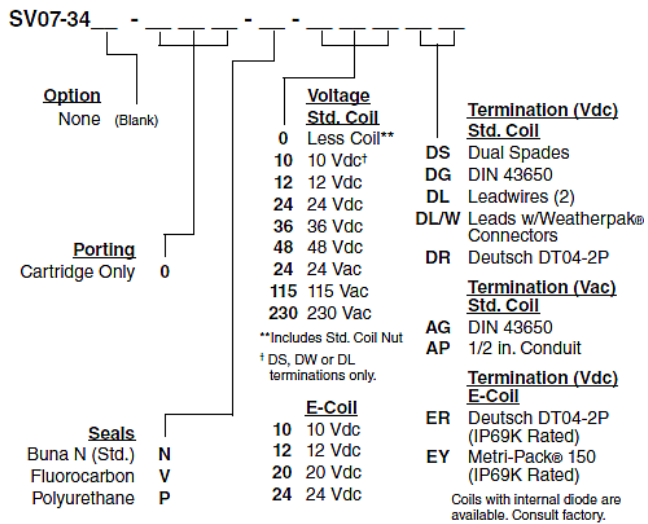 SV07-34__ - __ __ __ - __ - __ __ __ __ __
Option
None (Blank)
Porting
Cartridge Only 0
Seals
Buna N (Std.) N
Fluorocarbon V
Polyurethane P
Voltage
Std. Coil
0 Less Coil**
10 10 Vdc†
12 12 Vdc
24 24 Vdc
36 36 Vdc
48 48 Vdc
24 24 Vac
115 115 Vac
230 230 Vac
**Includes Std. Coil Nut
† DS, DW or DL
terminations only.
E-Coil
10 10 Vdc
12 12 Vdc
20 20 Vdc
24 24 Vdc
Termination (Vdc)
Std. Coil
DS Dual Spades
DG DIN 43650
DL Leadwires (2)
DL/W Leads w/Weatherpak®
Connectors
DR Deutsch DT04-2P
Termination (Vac)
Std. Coil
AG DIN 43650
AP 1/2 in. Conduit
Termination (Vdc)
E-Coil
ER Deutsch DT04-2P
(IP69K Rated)
EY Metri-Pack® 150
(IP69K Rated)
Coils with internal diode are
available. Consult factory.